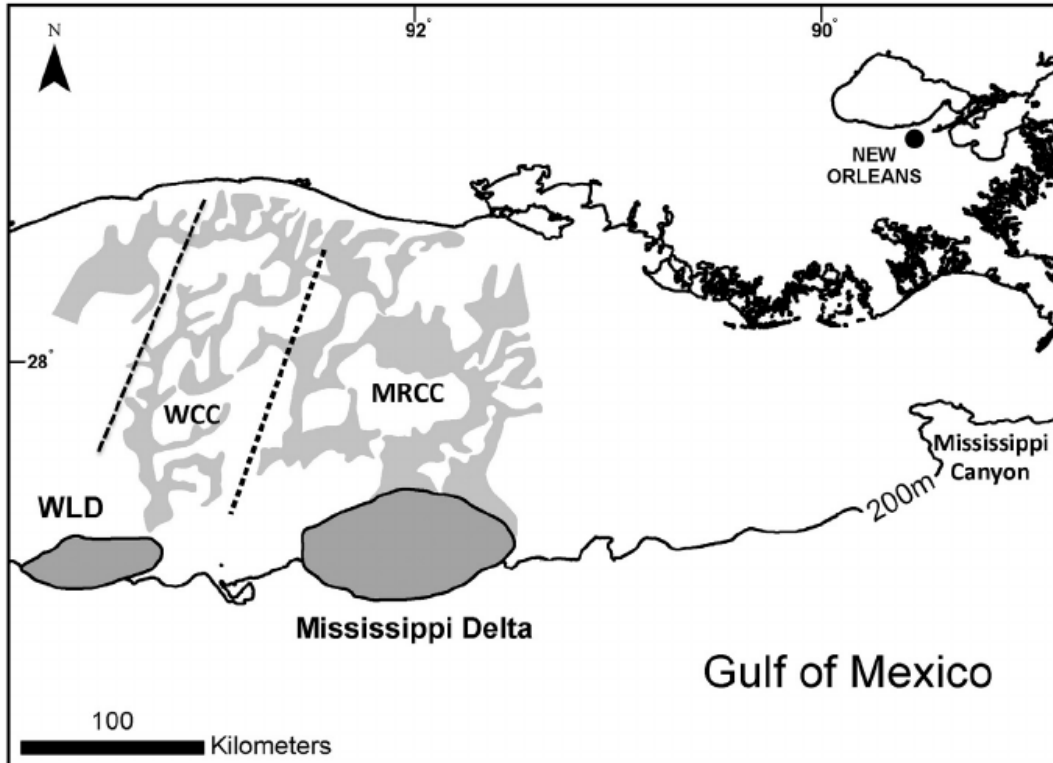 92°
90°
N
NEW
ORLEANS
28°
WCC
MRCC
Mississippi
Canyon
200m
WLD
Mississippi Delta
Gulf of Mexico
100
Kilometers